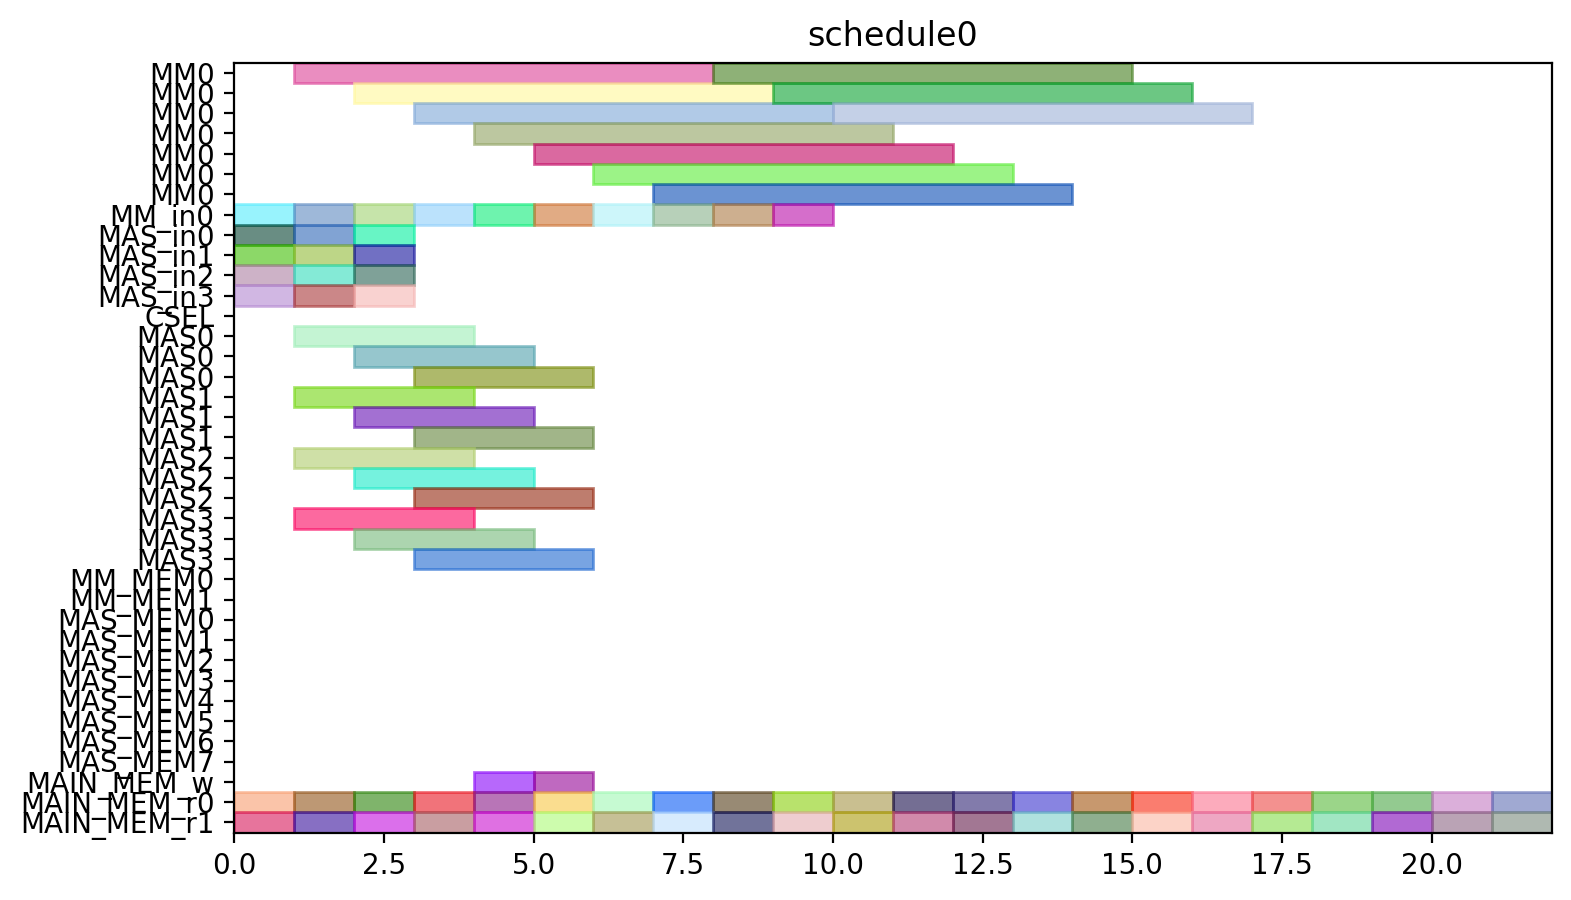 schedule0
MM0
MM0
MM0
MM0
MM0
MM0
MM0
MM_in0
MAS_in0
MAS_in1
MAS_in2
MAS_in3
CSEL
MAS0
MAS0
MAS0
MAS1
MAS1
MAS1
MAS2
MAS2
MAS2
MAS3
MAS3
MAS3
MM_MEM0
MM_MEM1
MAS_MEM0
MAS_MEM1
MAS_MEM2
MAS_MEM3
MAS_MEM4
MAS_MEM5
MAS_MEM6
MAS_MEM7
MAIN_MEM_w
MAIN_MEM_r0
MAIN_MEM_r1
0.0 2.5 5.0 7.5 10.0 12.5 15.0 17.5 20.0